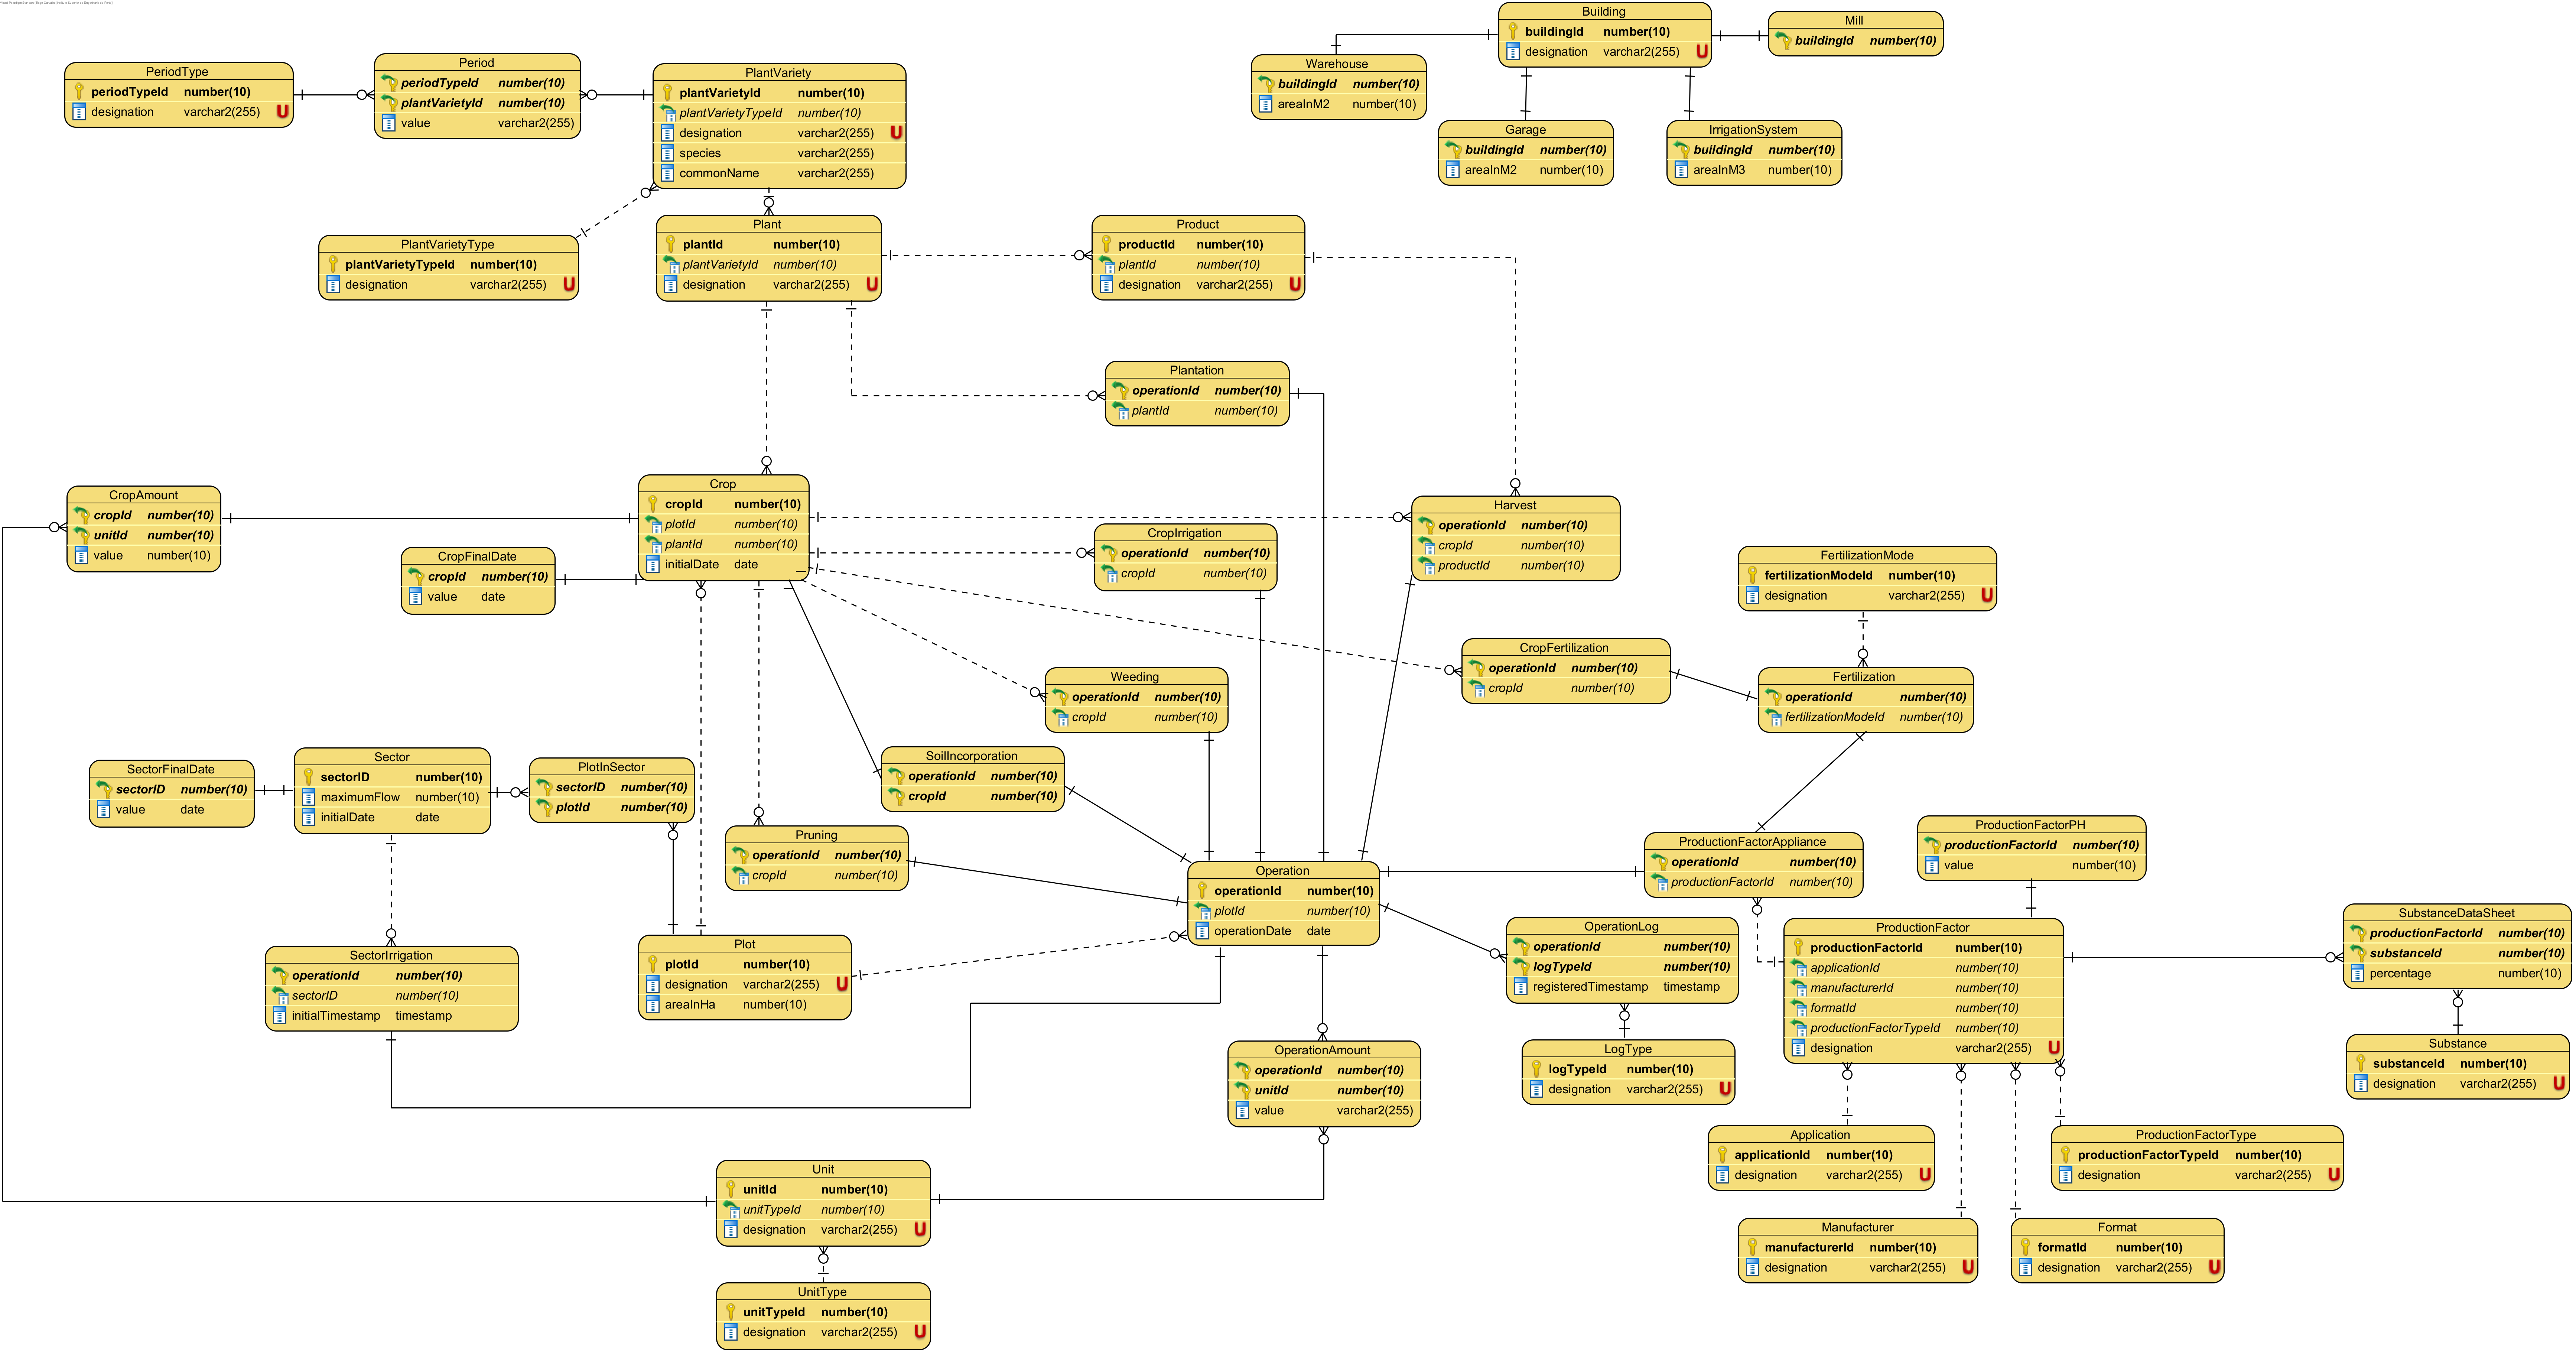 PeriodType
periodTypeId number(10)
designation varchar2(255) U
Period
periodTypeId number(10)
plantVarietyId number(10)
value varchar2(255)
PlantVariety
plantVarietyId number(10)
plantVarietyTypeId number(10)
designation varchar2(255) U
species varchar2(255)
commonName varchar2(255)
Building
buildingId number(10)
designation varchar2(255) U
Mill
buildingId number(10)
Warehouse
buildingId number(10)
areaInM2 number(10)
Garage
buildingId number(10)
areaInM2 number(10)
IrrigationSystem
buildingId number(10)
areaInM3 number(10)
PlantVarietyType
plantVarietyTypeId number(10)
designation varchar2(255) U
Plant
plantId number(10)
plantVarietyId number(10)
designation varchar2(255) U
Product
productId number(10)
plantId number(10)
designation varchar2(255) U
Plantation
operationId number(10)
plantId number(10)
CropAmount
cropId number(10)
unitId number(10)
value number(10)
CropFinalDate
cropId number(10)
value date
Crop
cropId number(10)
plotId number(10)
plantId number(10)
initialDate date
CropIrrigation
operationId number(10)
cropId number(10)
Harvest
operationId number(10)
cropId number(10)
productId number(10)
FertilizationMode
fertilizationModeId number(10)
designation varchar2(255) U
CropFertilization
operationId number(10)
cropId number(10)
Fertilization
operationId number(10)
fertilizationModeId number(10)
Weeding
operationId number(10)
cropId number(10)
SectorFinalDate
sectorID number(10)
value date
Sector
sectorID number(10)
maximumFlow number(10)
initialDate date
PlotInSector
sectorID number(10)
plotId number(10)
SoilIncorporation
operationId number(10)
cropId number(10)
Pruning
operationId number(10)
cropId number(10)
Operation
operationId number(10)
plotId number(10)
operationDate date
ProductionFactorAppliance
operationId number(10)
productionFactorId number(10)
ProductionFactorPH
productionFactorId number(10)
value number(10)
SectorIrrigation
operationId number(10)
sectorID number(10)
initialTimestamp timestamp
Plot
plotId number(10)
designation varchar2(255) U
areaInHa number(10)
OperationLog
operationId number(10)
logTypeId number(10)
registeredTimestamp timestamp
ProductionFactor
productionFactorId number(10)
applicationId number(10)
manufacturerId number(10)
formatId number(10)
productionFactorTypeId number(10)
designation varchar2(255) U
SubstanceDataSheet
productionFactorId number(10)
substanceId number(10)
percentage number(10)
Substance
substanceId number(10)
designation varchar2(255) U
LogType
logTypeId number(10)
designation varchar2(255) U
OperationAmount
operationId number(10)
unitId number(10)
value varchar2(255)
Application
applicationId number(10)
designation varchar2(255) U
ProductionFactorType
productionFactorTypeId number(10)
designation varchar2(255) U
Unit
unitId number(10)
unitTypeId number(10)
designation varchar2(255) U
Manufacturer
manufacturerId number(10)
designation varchar2(255) U
Format
formatId number(10)
designation varchar2(255) U
UnitType
unitTypeId number(10)
designation varchar2(255) U